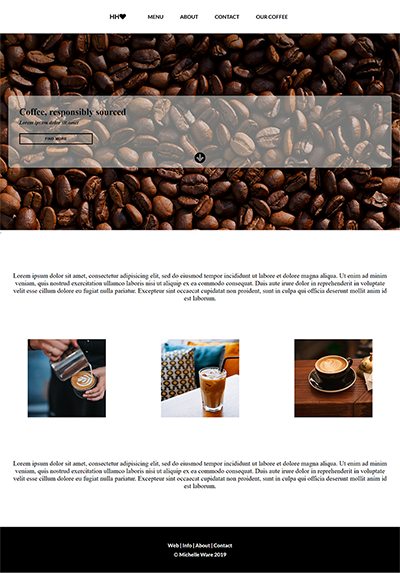 HH♥ MENU ABOUT CONTACT OUR COFFEE
Coffee, responsibly sourced
Lorem ipsum dolor sit amet
FIND MORE
Lorem ipsum dolor sit amet, consectetur adipisicing elit, sed do eiusmod tempor incididunt ut labore et dolore magna aliqua. Ut enim ad minim
veniam, quis nostrud exercitation ullamco laboris nisi ut aliquip ex ea commodo consequat. Duis aute irure dolor in reprehenderit in voluptate
velit esse cillum dolore eu fugiat nulla pariatur. Excepteur sint occaecat cupidatat non proident, sunt in culpa qui officia deserunt mollit anim id
est laborum.
Lorem ipsum dolor sit amet, consectetur adipisicing elit, sed do eiusmod tempor incididunt ut labore et dolore magna aliqua. Ut enim ad minim
veniam, quis nostrud exercitation ullamco laboris nisi ut aliquip ex ea commodo consequat. Duis aute irure dolor in reprehenderit in voluptate
velit esse cillum dolore eu fugiat nulla pariatur. Excepteur sint occaecat cupidatat non proident, sunt in culpa qui officia deserunt mollit anim id
est laborum.
Web | Info | About | Contact
© Michelle Ware 2019